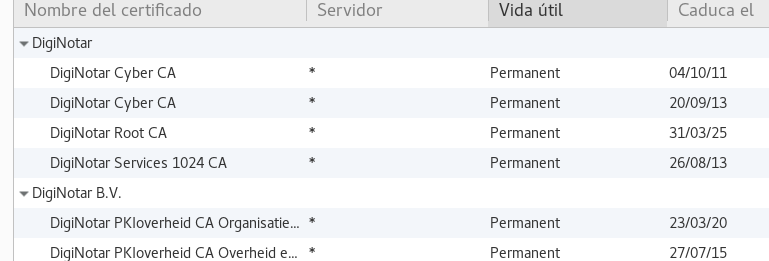 Nombre del certificado Servidor Vida útil Caduca el
DigiNotar
DigiNotar Cyber CA * Permanent 04/10/11
DigiNotar Cyber CA * Permanent 20/09/13
DigiNotar Root CA * Permanent 31/03/25
DigiNotar Services 1024 CA * Permanent 26/08/13
DigiNotar B.V.
DigiNotar PKIoverheid CA Organisatie... * Permanent 23/03/20
DigiNotar PKIoverheid CA Overheid e... * Permanent 27/07/15